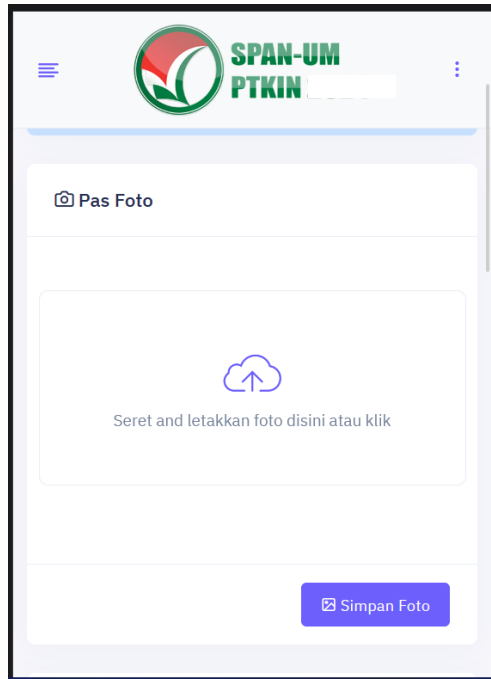 SPAN-UM
PTKIN
Pas Foto
Seret and letakkan foto disini atau klik
Simpan Foto